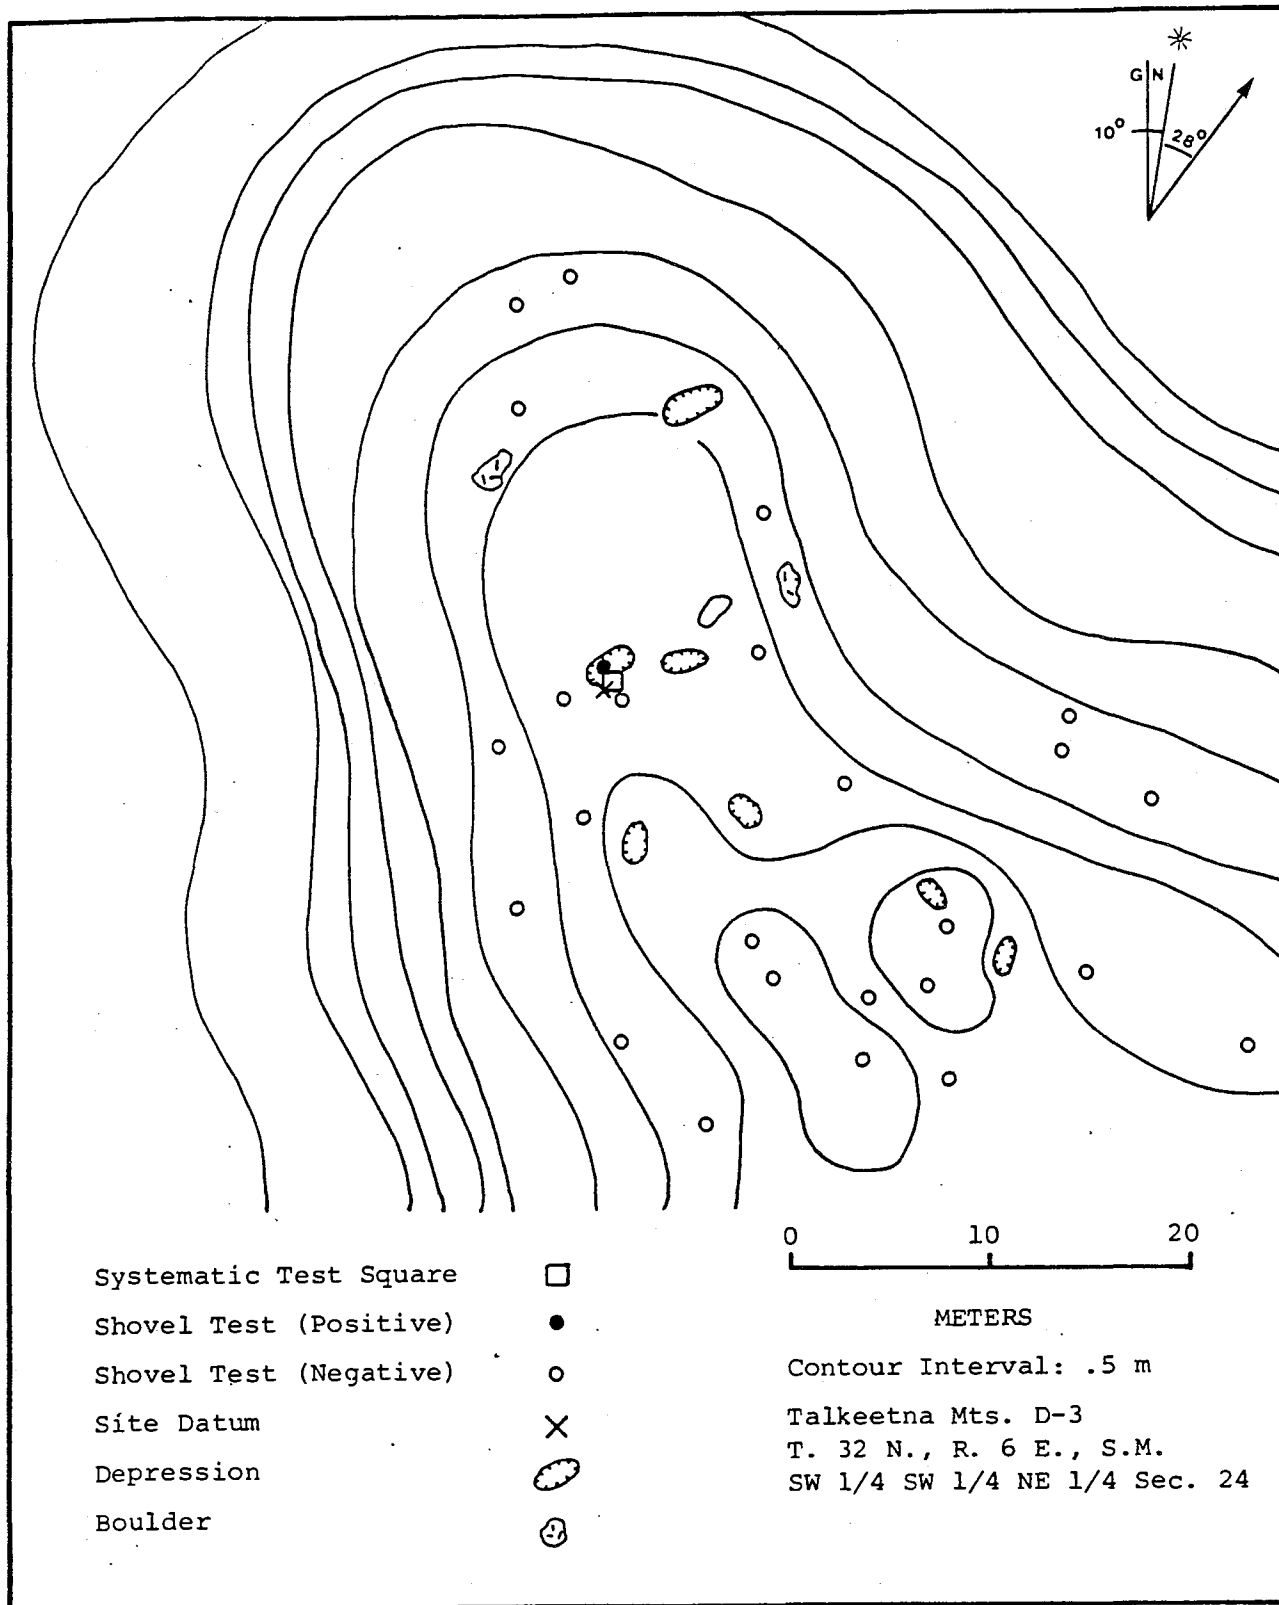 *
G N
10°
28°
0 10 20
METERS
Systematic Test Square
Shovel Test (Positive)
Shovel Test (Negative)
Site Datum
Depression
Boulder
Contour Interval: .5 m
Talkeetna Mts. D-3
T. 32 N., R. 6 E., S.M.
SW 1/4 SW 1/4 NE 1/4 Sec. 24